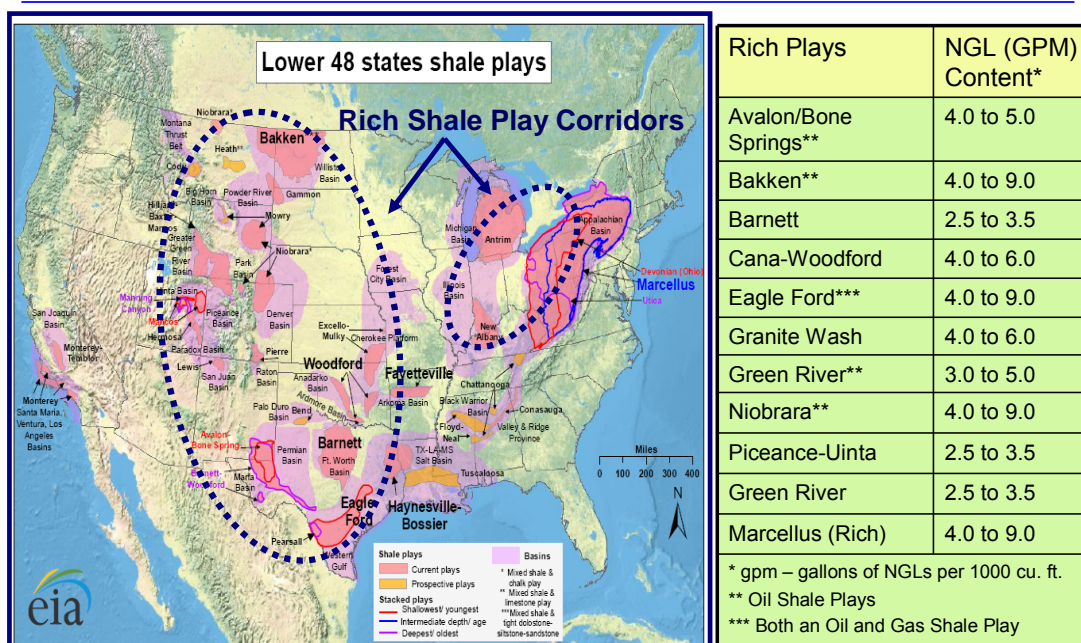 Lower 48 states shale plays
Rich Shale Play Corridors
Niobrara*
Montana
Thrust
Belt
Cody
Heath**
Bakken
Williston
Basin
Big Horn
Basin
Powder River
Basin
Gammon
Mowry
Hilliard-
Baxter-
Mancos
Greater
Green
River
Basin
Park
Basin
Niobrara*
Uinta Basin
Manning
Canyon
Mancos
Piceance
Basin
Denver
Basin
Hermosa
Paradox Basin
Lewis
San Juan
Basin
Pierre
Raton
Basin
Anadarko
Basin
Palo Duro
Basin
Bend
Ardmore Basin
Woodford
Excello-
Mulky
Cherokee Platform
Forest
City Basin
Fayetteville
Arkoma Basin
Michigan
Basin
Antrim
Illinois
Basin
New
Albany
Appalachian
Basin
Devonian (Ohio)
Marcellus
Utica
Chattanooga
Black Warrior
Basin
Conasauga
Floyd-
Neal
Valley & Ridge
Province
TX-LA-MS
Salt Basin
Tuscaloosa
Haynesville-
Bossier
Barnett
Ft. Worth
Basin
Avalon-
Bone Spring
Permian
Basin
Barnett-
Woodford
Marfa
Basin
Eagle
Ford
Pearsall
Western
Gulf
San Joaquin
Basin
Monterey-
Temblor
Monterey
Santa Maria,
Ventura, Los
Angeles
Basins
Miles
0 100 200 300 400
N
eia
Shale plays
Current plays
Prospective plays
Stacked plays
Shallowest/ youngest
Intermediate depth/ age
Deepest/ oldest
Basins
* Mixed shale &
chalk play
** Mixed shale &
limestone play
***Mixed shale &
tight dolostone-
siltstone-sandstone
Rich Plays NGL (GPM)
Content*
Avalon/Bone
Springs** 4.0 to 5.0
Bakken** 4.0 to 9.0
Barnett 2.5 to 3.5
Cana-Woodford 4.0 to 6.0
Eagle Ford*** 4.0 to 9.0
Granite Wash 4.0 to 6.0
Green River** 3.0 to 5.0
Niobrara** 4.0 to 9.0
Piceance-Uinta 2.5 to 3.5
Green River 2.5 to 3.5
Marcellus (Rich) 4.0 to 9.0
* gpm – gallons of NGLs per 1000 cu. ft.
** Oil Shale Plays
*** Both an Oil and Gas Shale Play